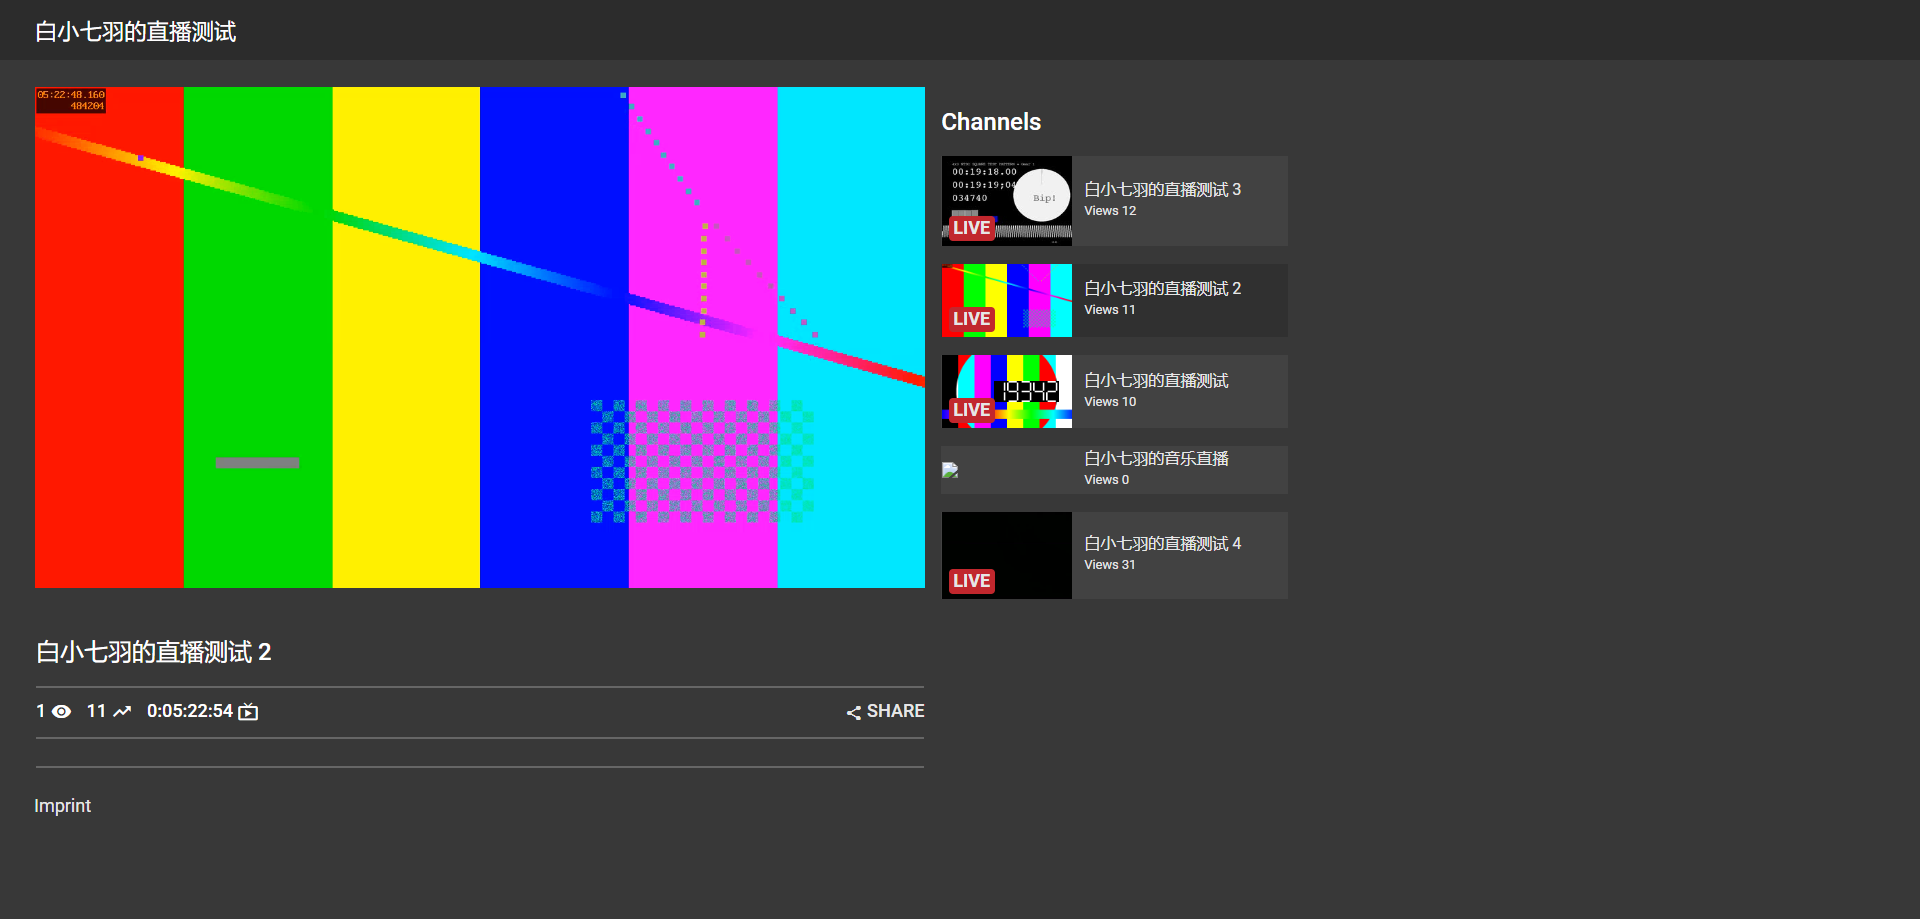 白小七羽的直播测试
05:22:48.160
484204
Channels
00:19:18.00
00:19:19;04
034740
Bip!
LIVE
白小七羽的直播测试 3
Views 12
LIVE
白小七羽的直播测试 2
Views 11
19342
LIVE
白小七羽的直播测试
Views 10
白小七羽的音乐直播
Views 0
LIVE
白小七羽的直播测试 4
Views 31
白小七羽的直播测试 2
1 11 0:05:22:54
SHARE
Imprint